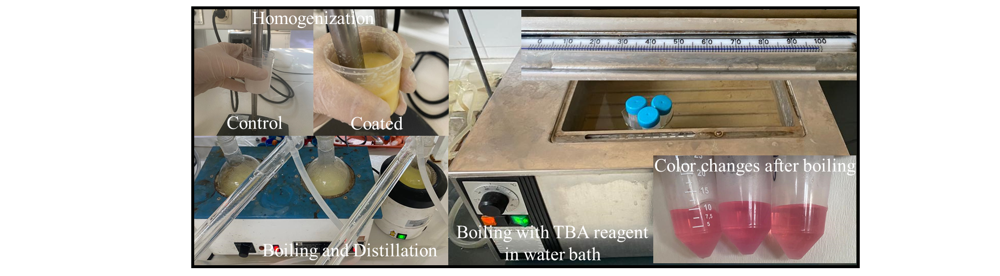 Homogenization
Control
Coated
Boiling and Distillation
0 10 20 30 40 50 60 70 80 90 100
°C
Boiling with TBA reagent
in water bath
Color changes after boiling
25
20
15
10
7,5
5